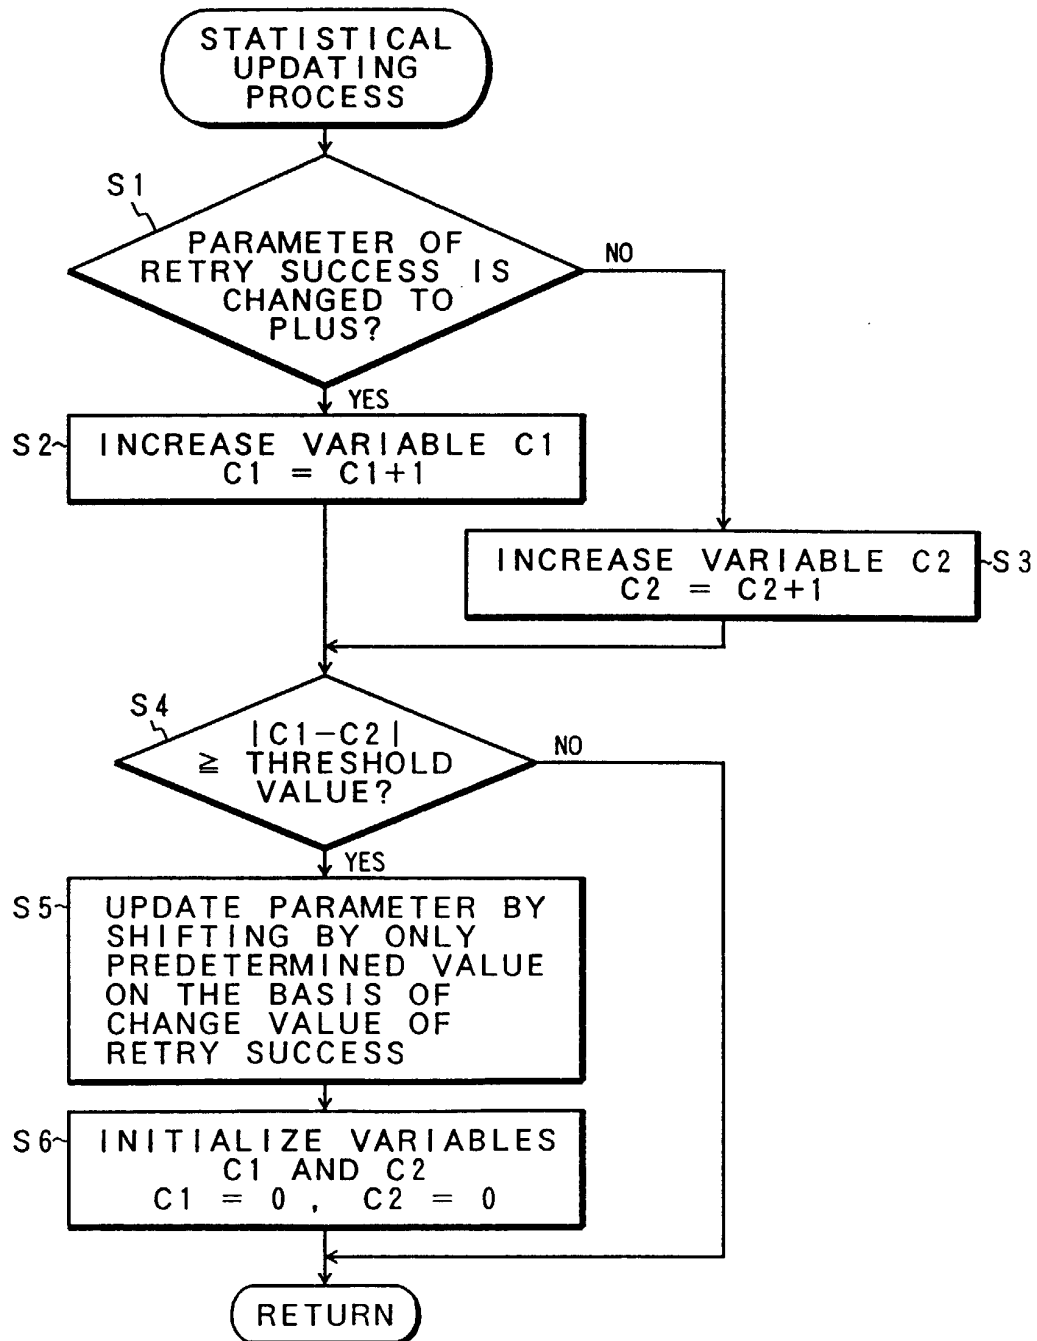 STATISTICAL
UPDATING
PROCESS
S1
PARAMETER OF
RETRY SUCCESS IS
CHANGED TO
PLUS?
NO
YES
S2
INCREASE VARIABLE C1
C1 = C1+1
INCREASE VARIABLE C2
C2 = C2+1
S3
S4
|C1-C2|
≧ THRESHOLD
VALUE?
NO
YES
S5
UPDATE PARAMETER BY
SHIFTING BY ONLY
PREDETERMINED VALUE
ON THE BASIS OF
CHANGE VALUE OF
RETRY SUCCESS
S6
INITIALIZE VARIABLES
C1 AND C2
C1 = 0, C2 = 0
RETURN